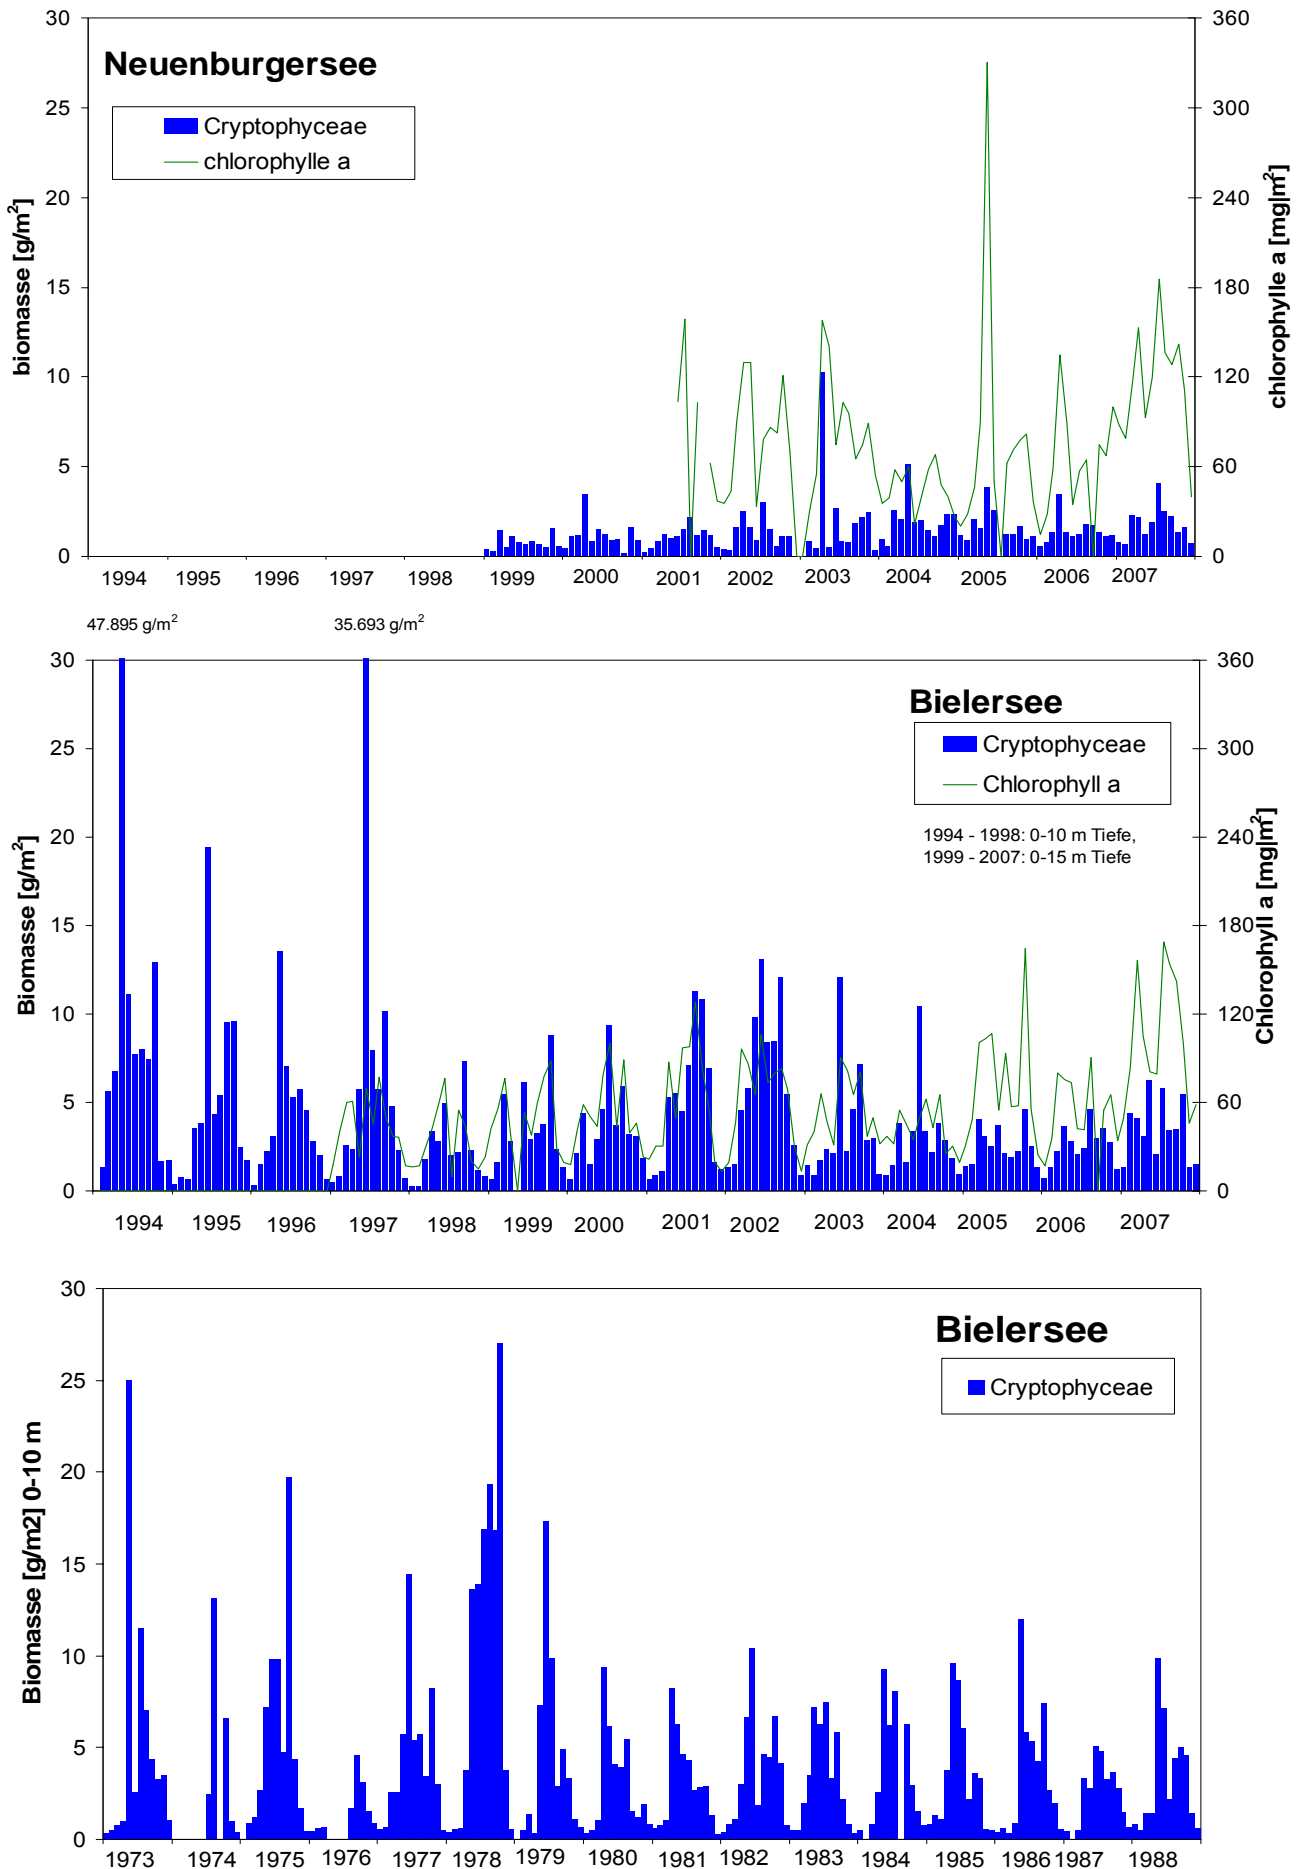 30
25
20
15
10
5
0
biomasse [g/m²]
Neuenburgersee
Cryptophyceae
chlorophylle a
360
300
240
180
120
60
0
chlorophylle a [mg|m²]
1994 1995 1996 1997 1998 1999 2000 2001 2002 2003 2004 2005 2006 2007
47.895 g/m² 35.693 g/m²
30
25
20
15
10
5
0
Biomasse [g/m²]
Bielersee
Cryptophyceae
Chlorophyll a
1994 - 1998: 0-10 m Tiefe,
1999 - 2007: 0-15 m Tiefe
360
300
240
180
120
60
0
Chlorophyll a [mg|m²]
1994 1995 1996 1997 1998 1999 2000 2001 2002 2003 2004 2005 2006 2007
30
25
20
15
10
5
0
Biomasse [g/m2] 0-10 m
Bielersee
Cryptophyceae
1973 1974 1975 1976 1977 1978 1979 1980 1981 1982 1983 1984 1985 1986 1987 1988